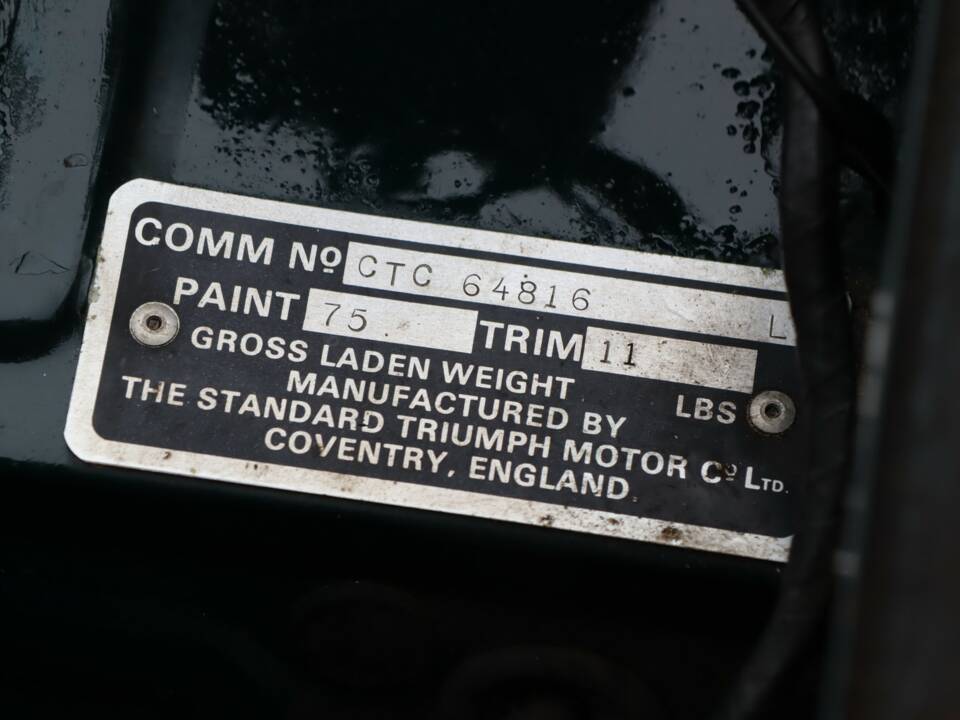 COMM Nº CTC 64816 L
PAINT 75 TRIM 11
GROSS LADEN WEIGHT LBS
MANUFACTURED BY
THE STANDARD TRIUMPH MOTOR Cº LTD.
COVENTRY, ENGLAND